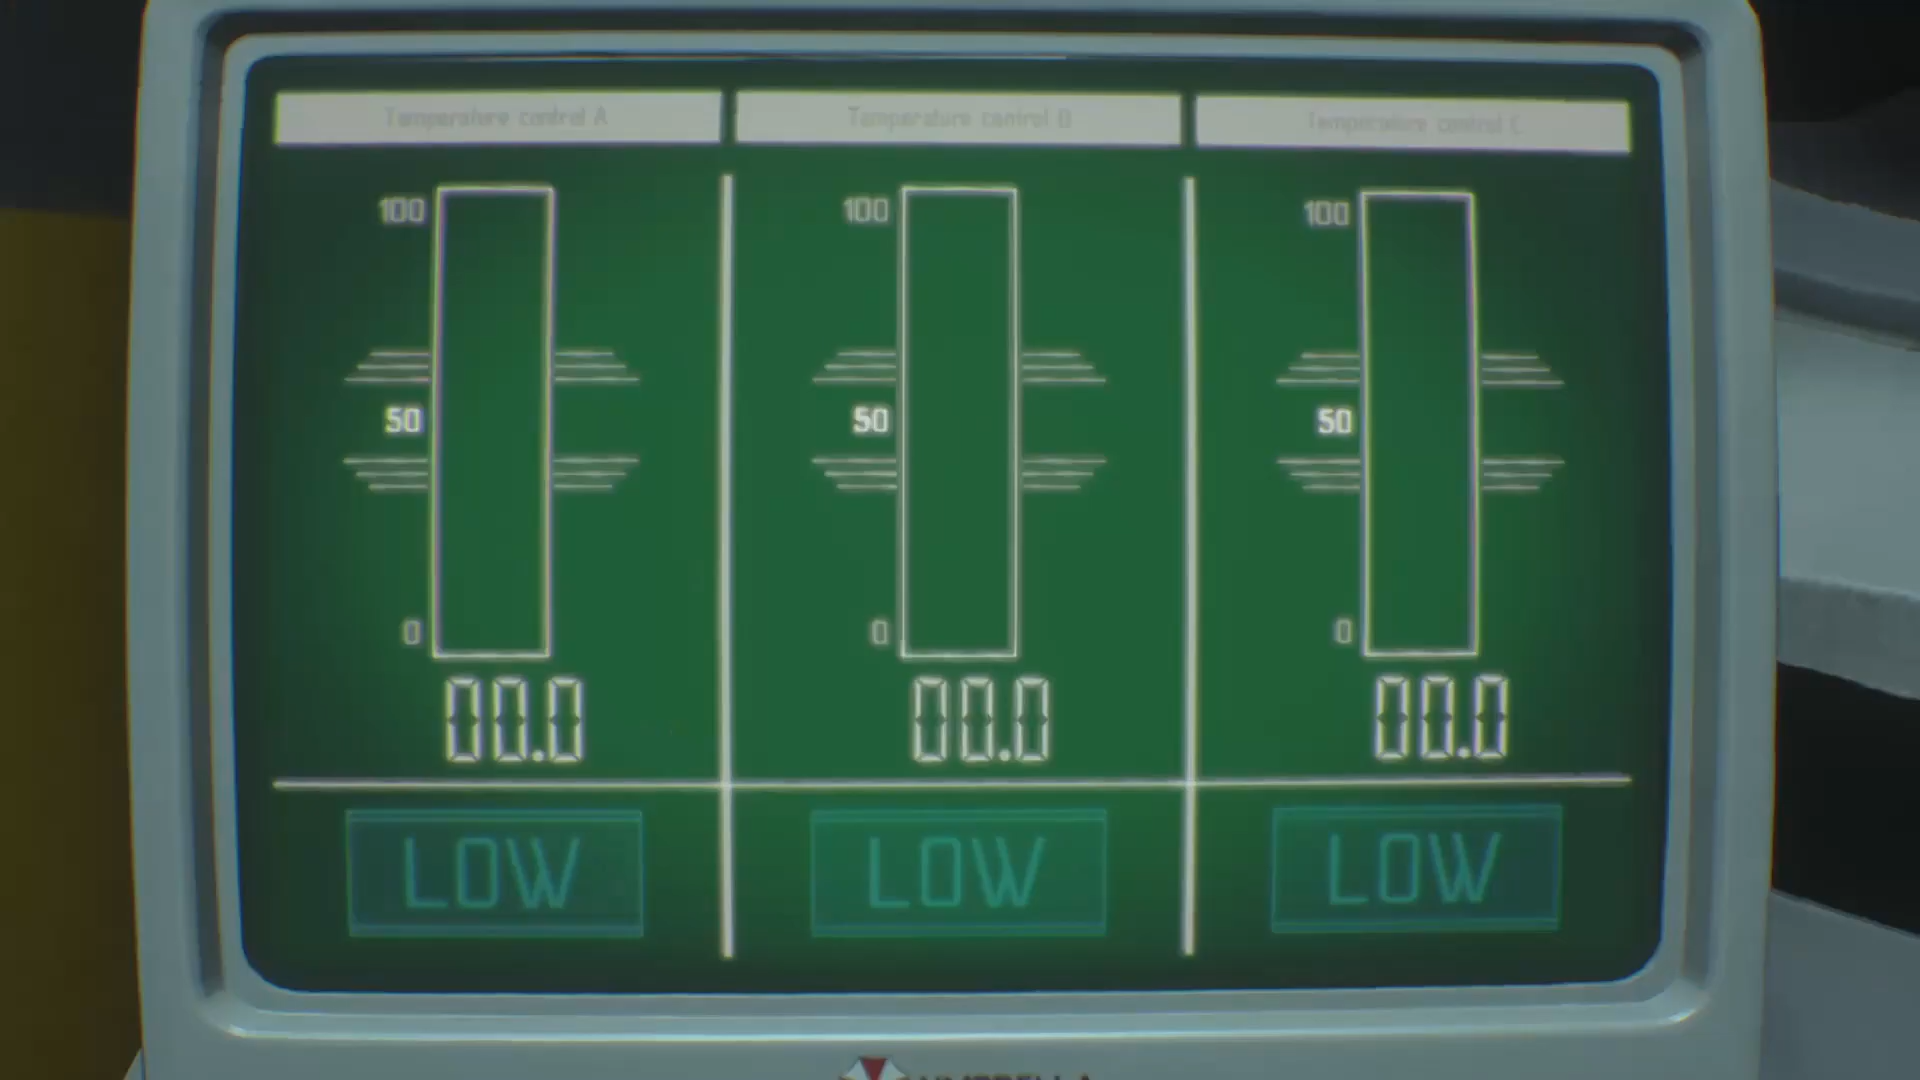 Temperature control A Temperature control B Temperature control C
100 100 100
50 50 50
0 0 0
00.0 00.0 00.0
LOW LOW LOW